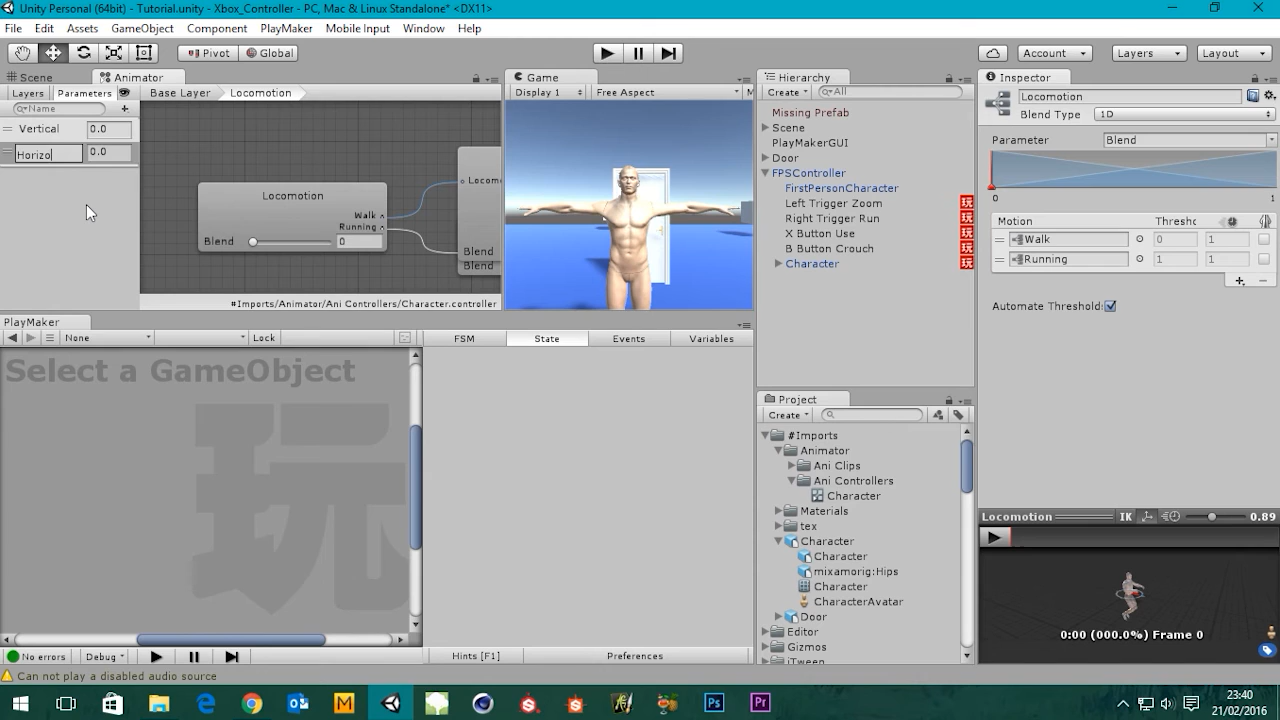 Unity Personal (64bit) - Tutorial.unity - Xbox_Controller - PC, Mac & Linux Standalone* <DX11>
File Edit Assets GameObject Component PlayMaker Mobile Input Window Help
Pivot Global Account Layers Layout
Scene Animator Game Hierarchy Inspector
Layers Parameters Base Layer Locomotion Display 1 Free Aspect M Create All Locomotion
Name
Blend Type 1D
Missing Prefab
Vertical 0.0
Scene
Parameter Blend
PlayMakerGUI
Horizo 0.0
Door
FPSController
Locomo
Locomotion
FirstPersonCharacter
0 1
Left Trigger Zoom
Walk
Right Trigger Run
Motion Thresho
Running
X Button Use
Walk 0 1
Blend 0
B Button Crouch
Blend
Running 1 1
Character
Blend
#Imports/Animator/Ani Controllers/Character.controller
Automate Threshold:
PlayMaker
None Lock FSM State Events Variables
Select a GameObject
玩
Project
Create
#Imports
Animator
Ani Clips
Ani Controllers
Character
Materials
tex
Character
Character
mixamorig:Hips
Character
CharacterAvatar
Door
Editor
Gizmos
iTween
Locomotion IK 0.89
0:00 (000.0%) Frame 0
No errors Debug Hints [F1] Preferences
Can not play a disabled audio source
M Ps Pr
23:40
21/02/2016